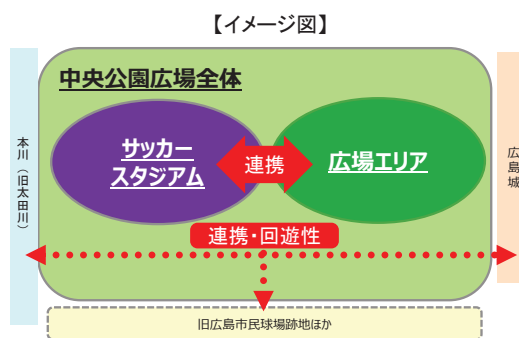 【イメージ図】
中央公園広場全体
サッカー
スタジアム
連携
広場エリア
本川（旧太田川）
広島城
連携・回遊性
旧広島市民球場跡地ほか